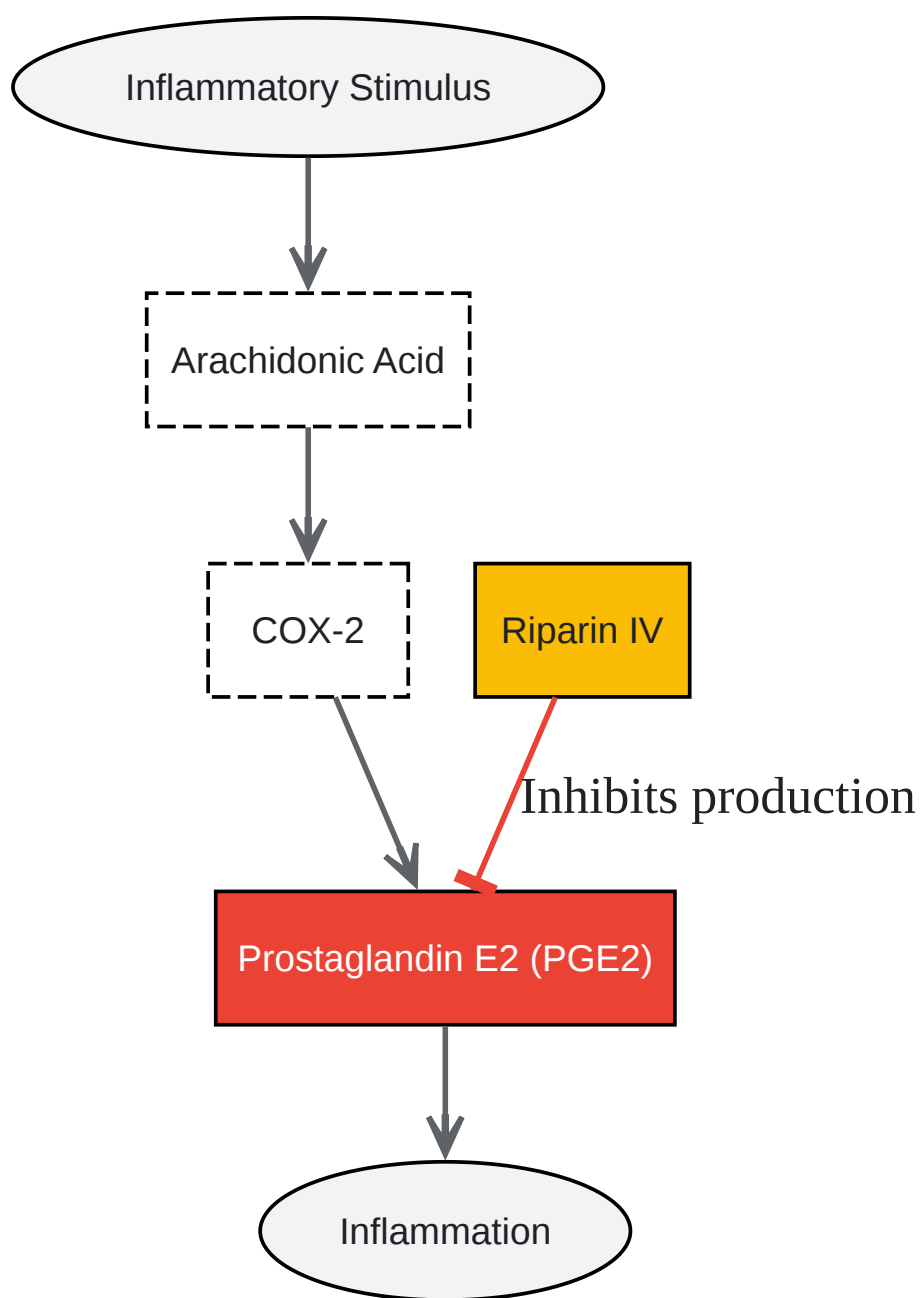 Inflammatory Stimulus
Arachidonic Acid
COX-2
Riparin IV
Inhibits production
Prostaglandin E2 (PGE2)
Inflammation